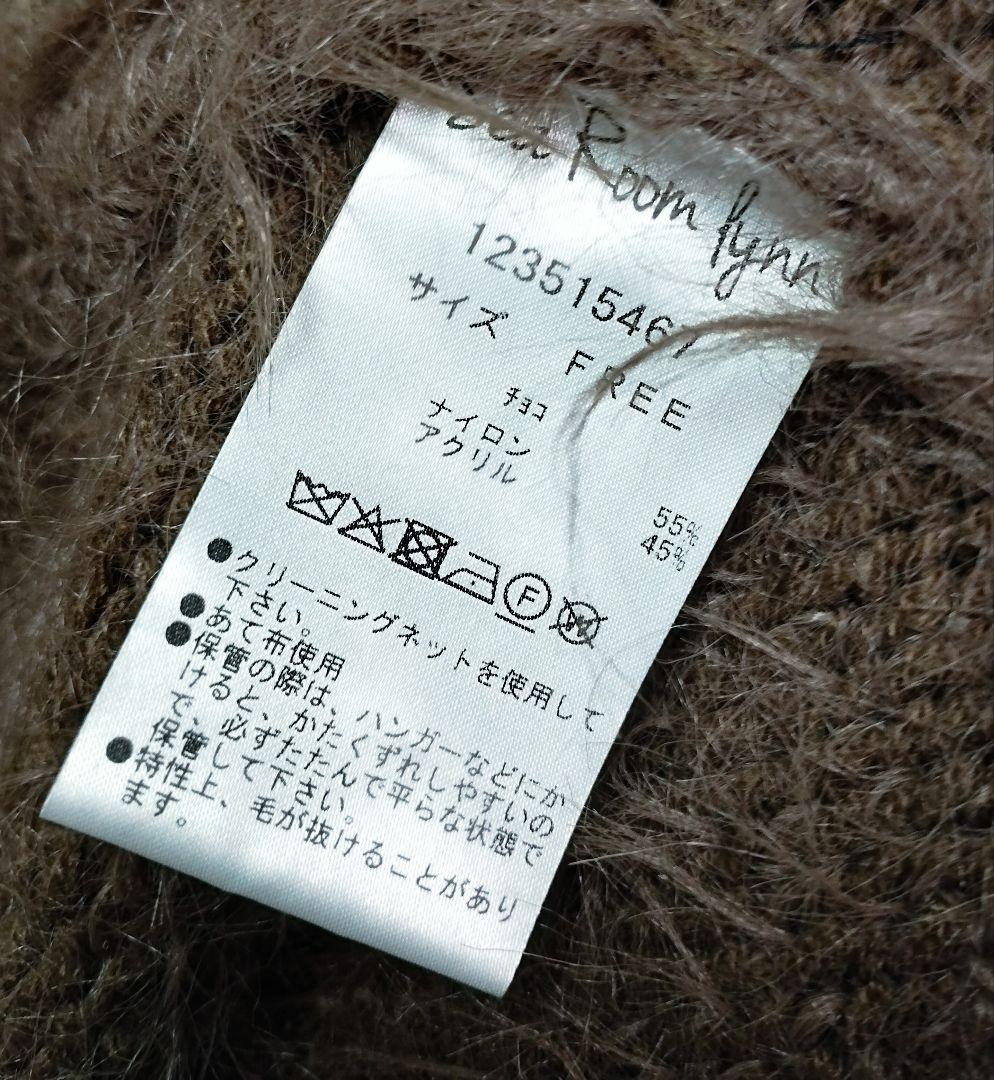 Room lynn
123515467
サイズ FREE
チョコ
ナイロン 55%
アクリル 45%
F W
●クリーニングネットを使用して
下さい。
●あて布使用
●保管の際は、ハンガーなどにか
けると、かたくずれしやすいの
で、必ずたたんで平らな状態で
保管して下さい。
●特性上、毛が抜けることがあり
ます。